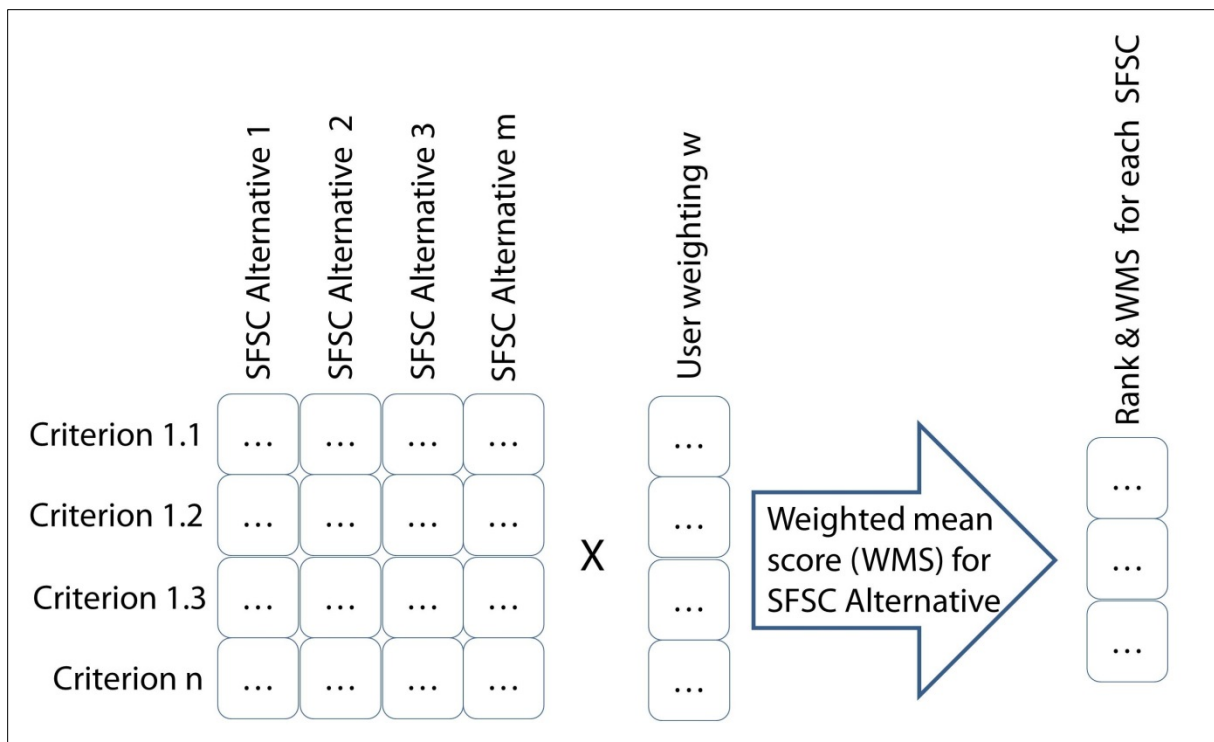 SFSC Alternative 1
SFSC Alternative 2
SFSC Alternative 3
SFSC Alternative m
User weighting w
Rank & WMS for each SFSC
Criterion 1.1
... ... ... ... ...
Criterion 1.2
... ... ... ... ...
Criterion 1.3
... ... ... ... ...
Criterion n
... ... ... ... ...
X
Weighted mean
score (WMS) for
SFSC Alternative
...
...
...